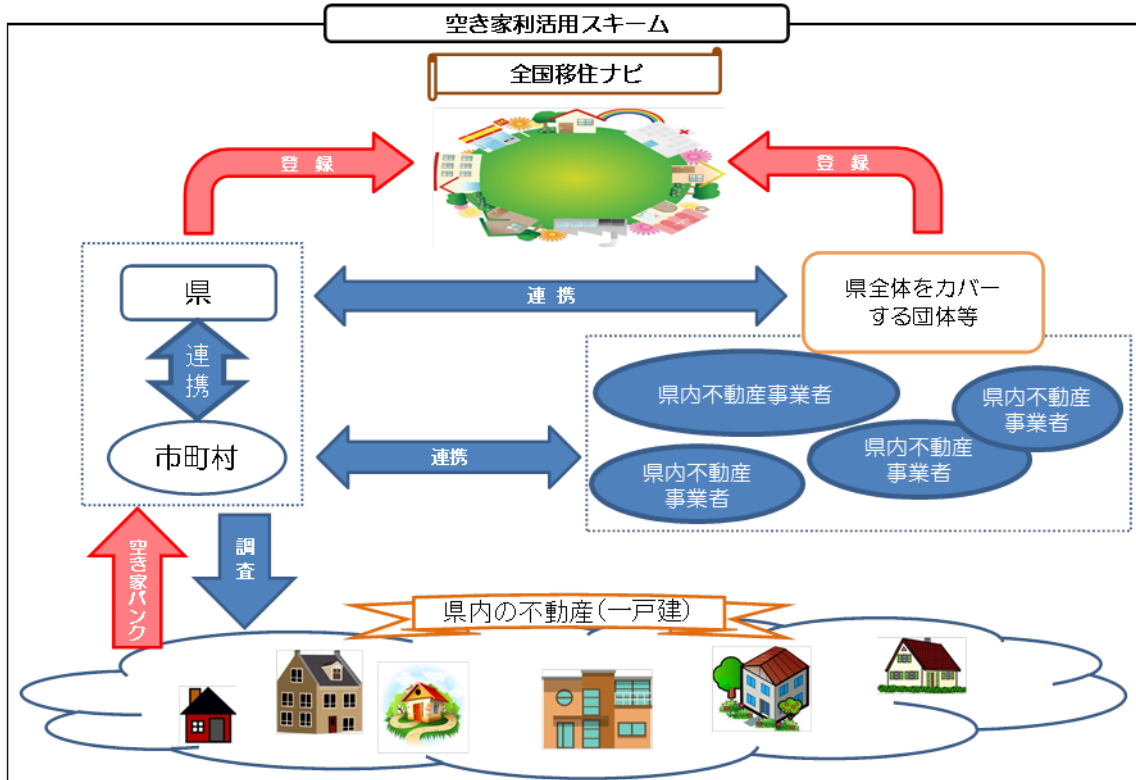 空き家利活用スキーム
全国移住ナビ
登 録
登 録
県
連
携
市町村
連 携
県全体をカバー
する団体等
連携
県内不動産事業者
県内不動産
事業者
県内不動産
事業者
県内不動産
事業者
空き家バンク
調
査
県内の不動産(一戸建)